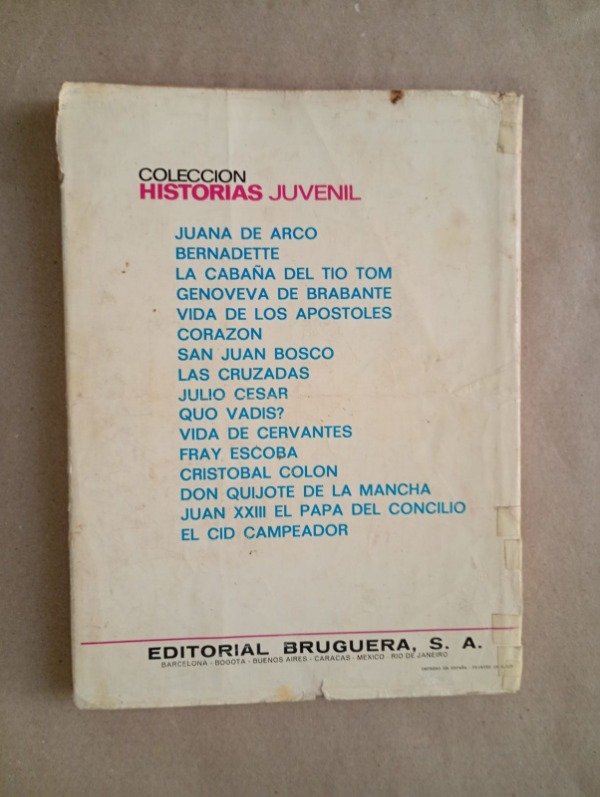 COLECCION
HISTORIAS JUVENIL
JUANA DE ARCO
BERNADETTE
LA CABAÑA DEL TIO TOM
GENOVEVA DE BRABANTE
VIDA DE LOS APOSTOLES
CORAZON
SAN JUAN BOSCO
LAS CRUZADAS
JULIO CESAR
QUO VADIS?
VIDA DE CERVANTES
FRAY ESCOBA
CRISTOBAL COLON
DON QUIJOTE DE LA MANCHA
JUAN XXIII EL PAPA DEL CONCILIO
EL CID CAMPEADOR
EDITORIAL BRUGUERA, S. A.
BARCELONA - BOGOTA - BUENOS AIRES - CARACAS - MEXICO - RIO DE JANEIRO